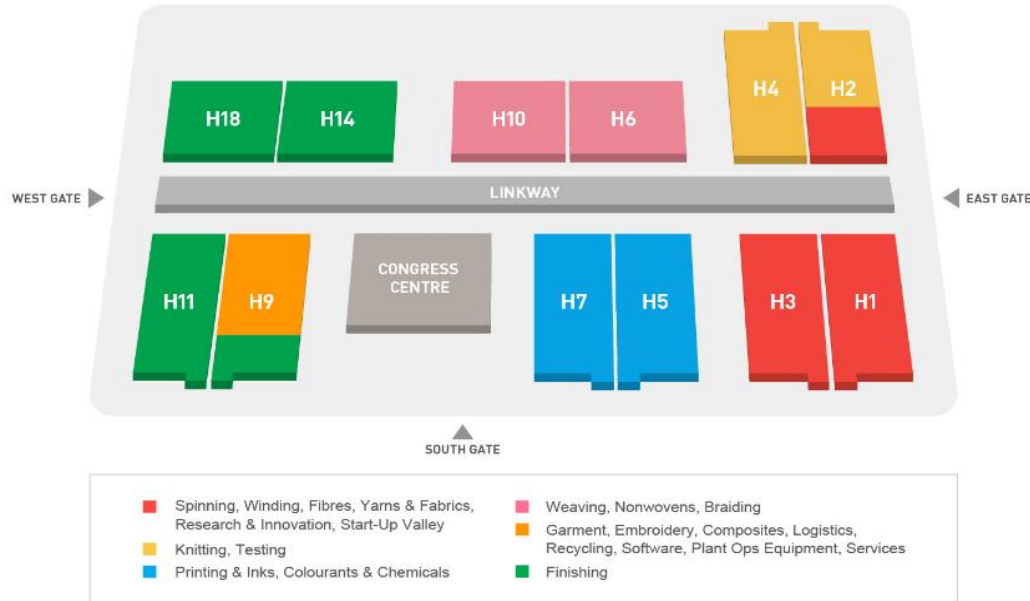 H4
H2
H18
H14
H10
H6
WEST GATE
LINKWAY
EAST GATE
H11
H9
CONGRESS
CENTRE
H7
H5
H3
H1
SOUTH GATE
Spinning, Winding, Fibres, Yarns & Fabrics,
Research & Innovation, Start-Up Valley
Knitting, Testing
Printing & Inks, Colourants & Chemicals
Weaving, Nonwovens, Braiding
Garment, Embroidery, Composites, Logistics,
Recycling, Software, Plant Ops Equipment, Services
Finishing